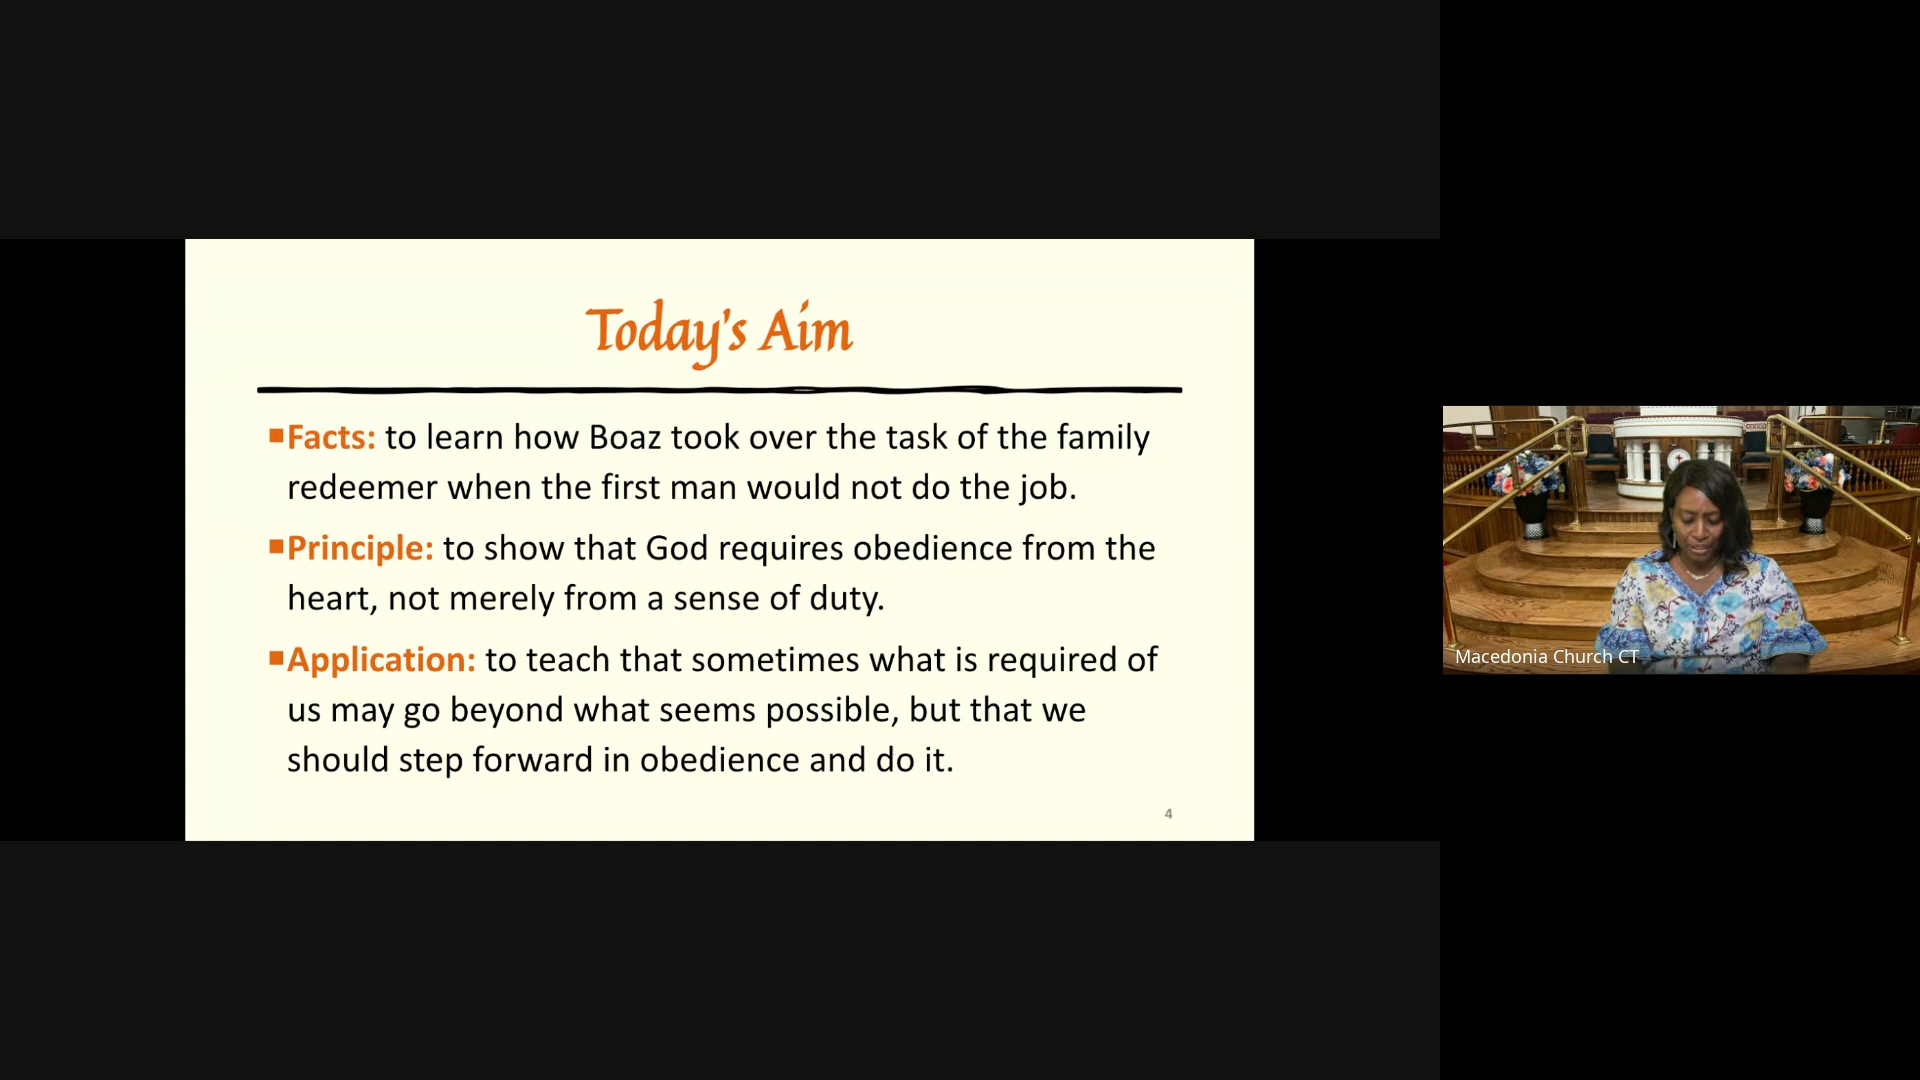 Today's Aim
▪Facts: to learn how Boaz took over the task of the family
redeemer when the first man would not do the job.
▪Principle: to show that God requires obedience from the
heart, not merely from a sense of duty.
▪Application: to teach that sometimes what is required of
us may go beyond what seems possible, but that we
should step forward in obedience and do it.
4
Macedonia Church CT